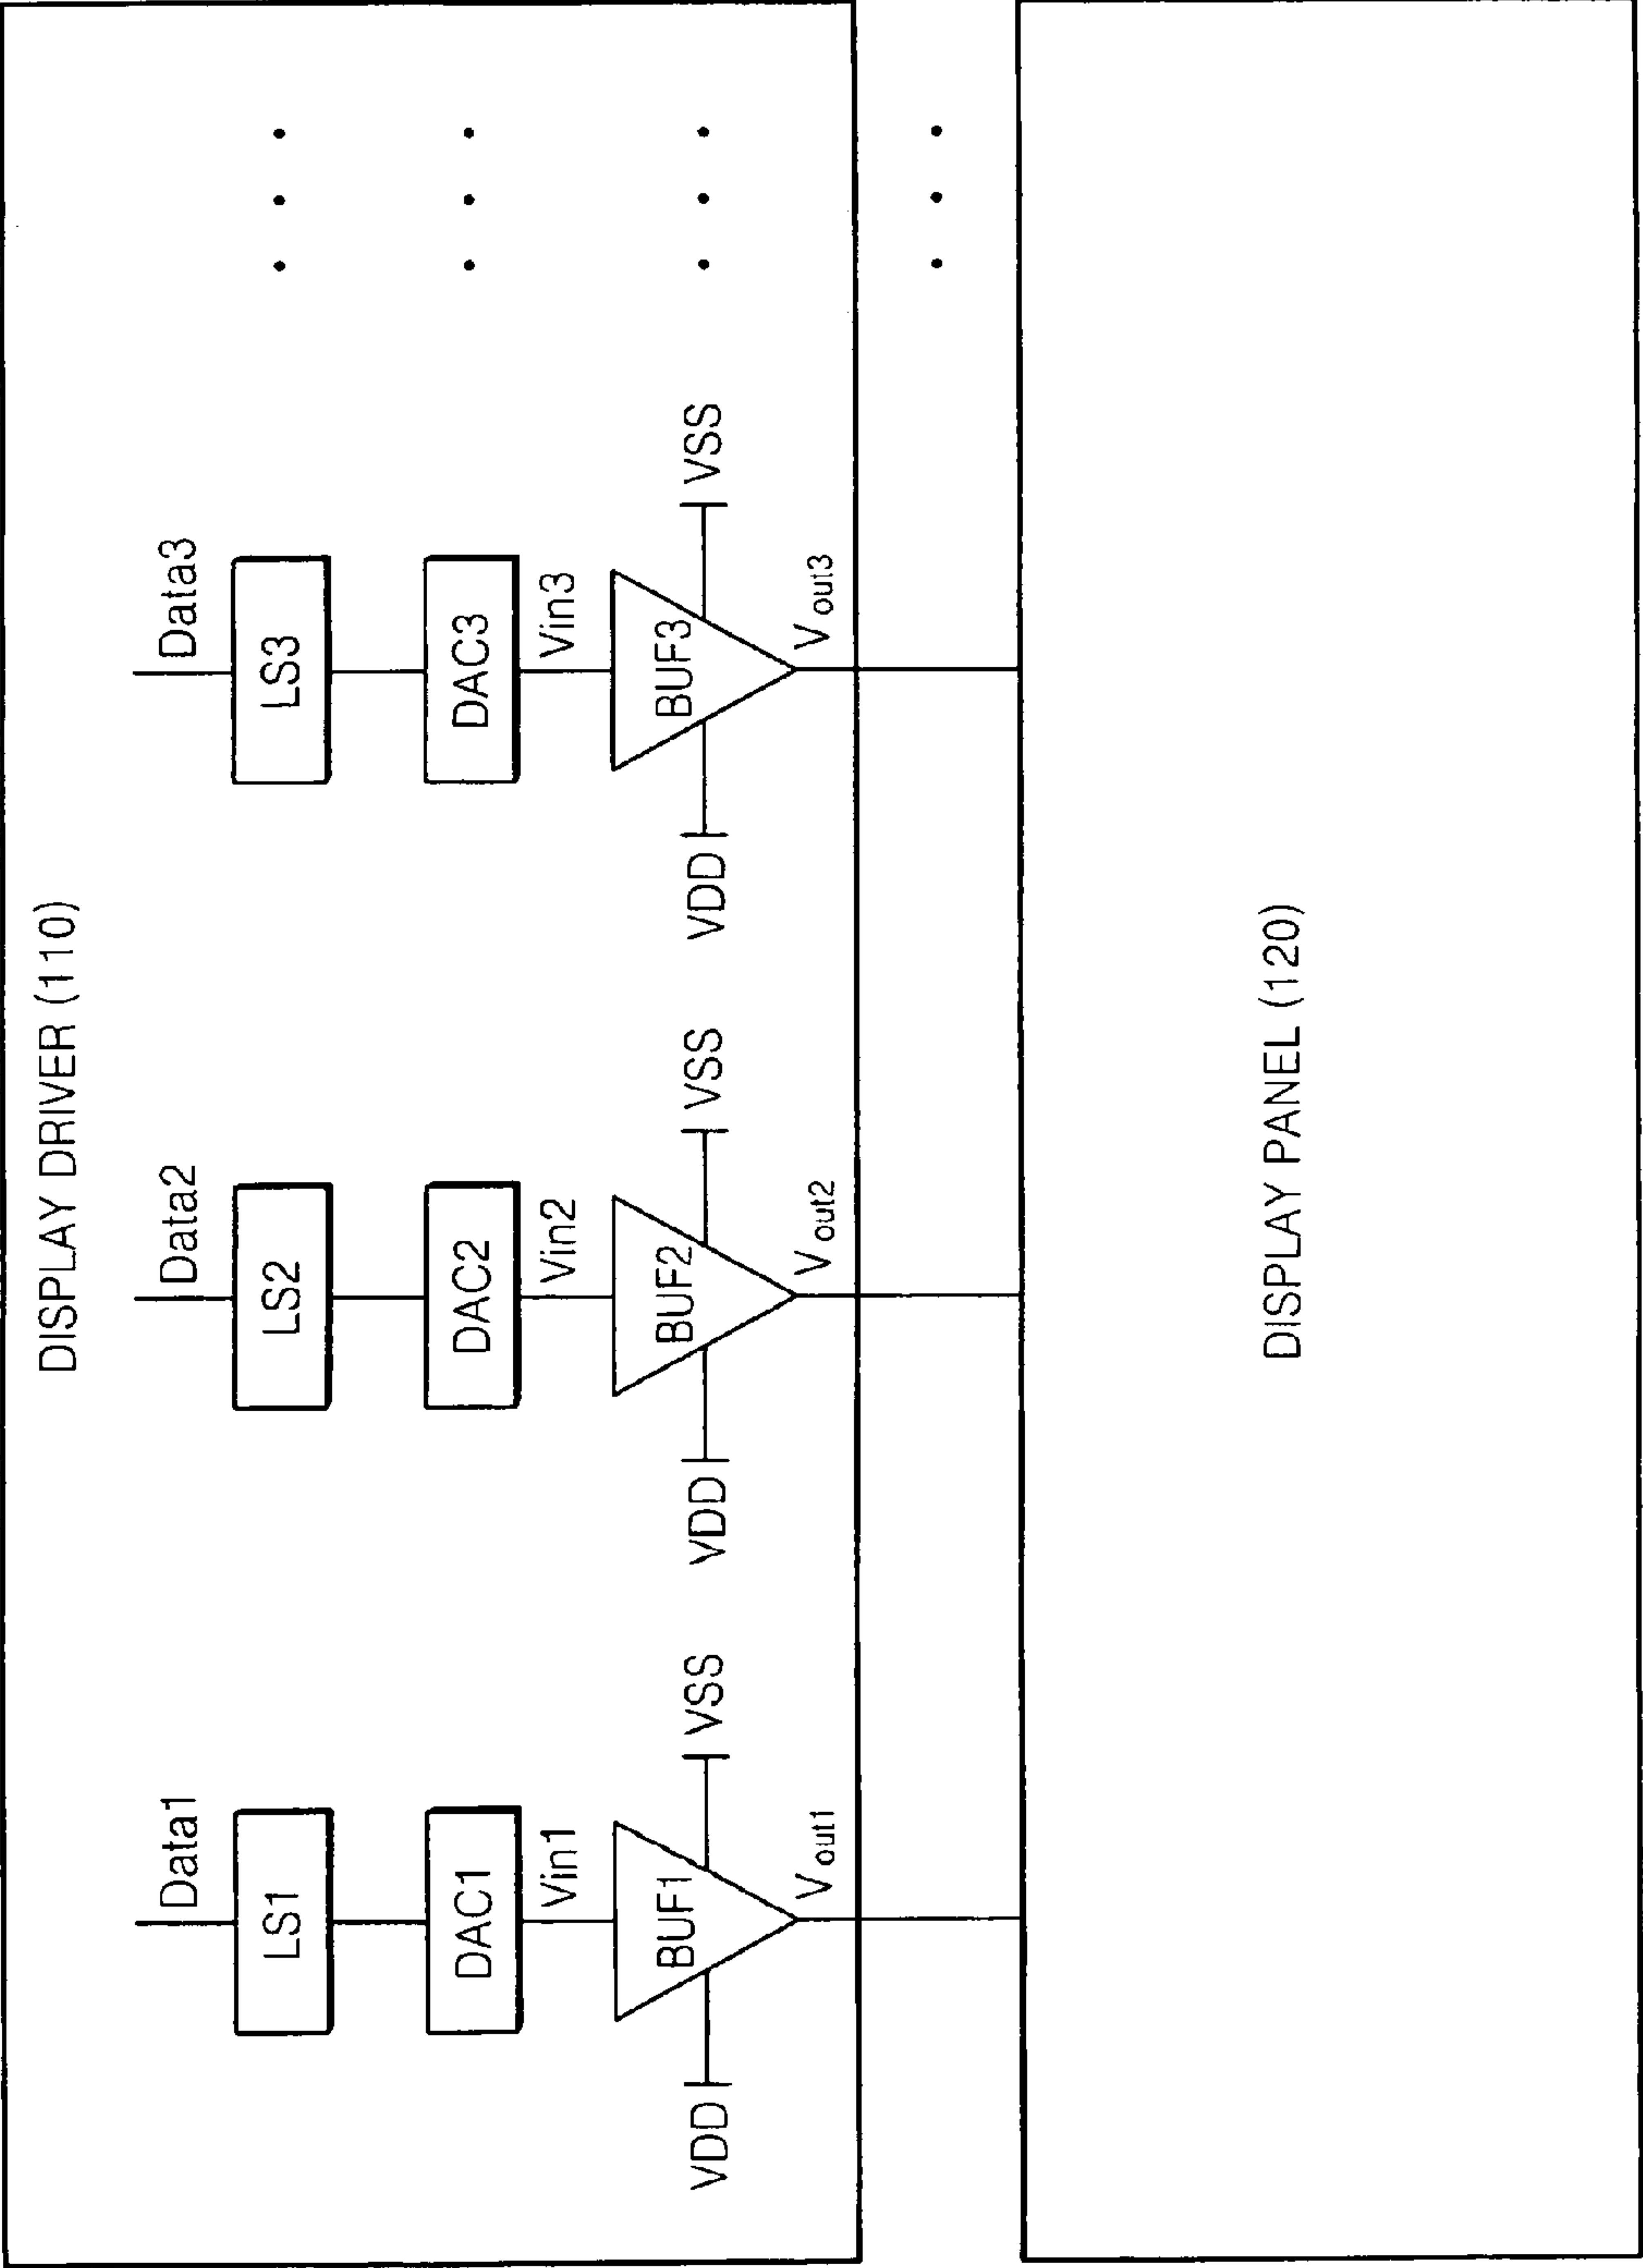 DISPLAY DRIVER (110)
Data1
Data2
Data3
LS1
LS2
LS3
DAC1
DAC2
DAC3
Vin1
Vin2
Vin3
VDD
BUF1
VSS
VDD
BUF2
VSS
VDD
BUF3
VSS
Vout1
Vout2
Vout3
DISPLAY PANEL (120)